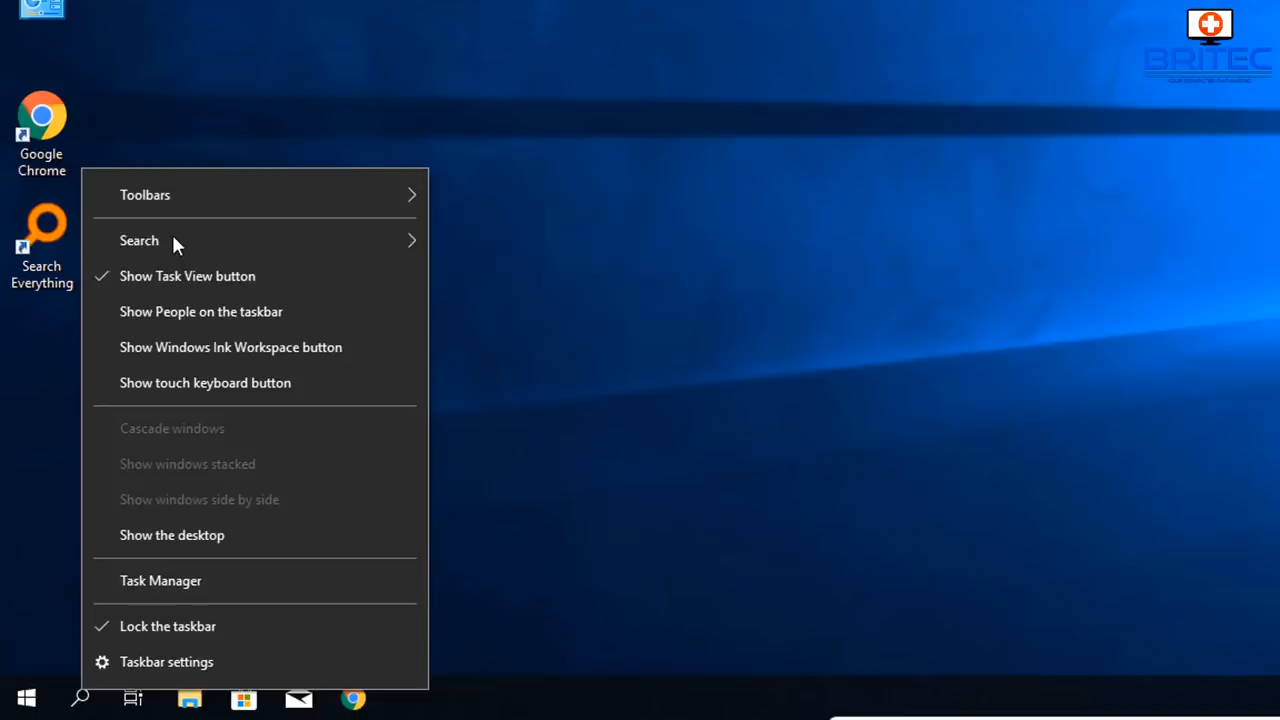 BRITEC
Google
Chrome
Search
Everything
Toolbars
Search
Show Task View button
Show People on the taskbar
Show Windows Ink Workspace button
Show touch keyboard button
Cascade windows
Show windows stacked
Show windows side by side
Show the desktop
Task Manager
Lock the taskbar
Taskbar settings